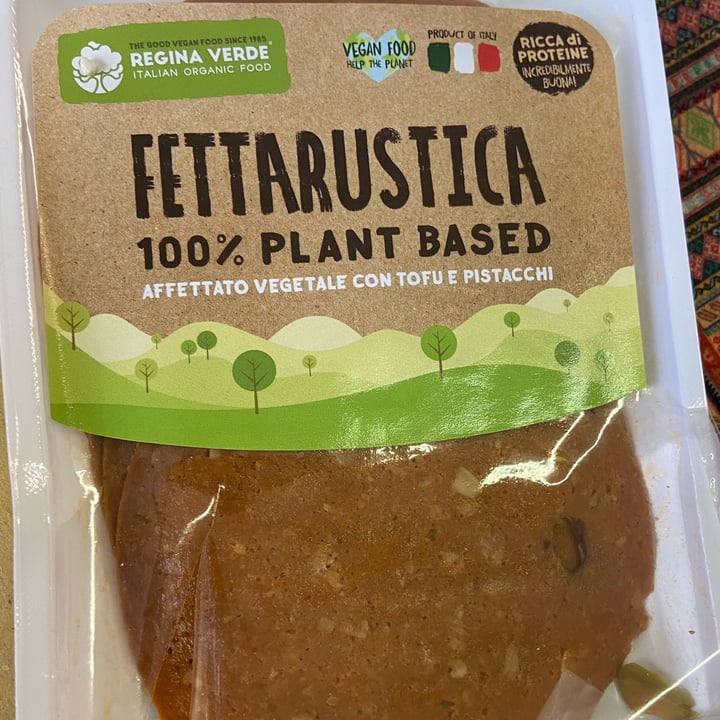 THE GOOD VEGAN FOOD SINCE 1985
REGINA VERDE®
ITALIAN ORGANIC FOOD
VEGAN FOOD
HELP THE PLANET
PRODUCT OF ITALY
RICCA di
PROTEINE
INCREDIBILMENTE
BUONA!
FETTARUSTICA
100% PLANT BASED
AFFETTATO VEGETALE CON TOFU E PISTACCHI